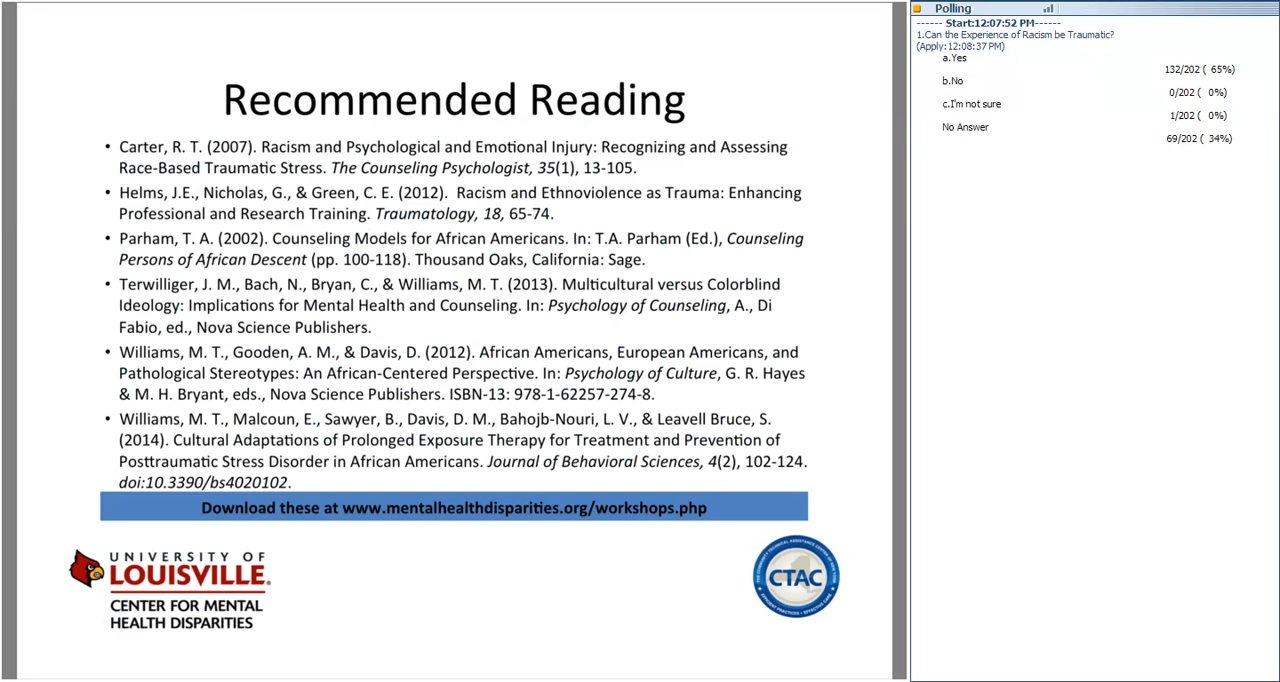 Recommended Reading
• Carter, R. T. (2007). Racism and Psychological and Emotional Injury: Recognizing and Assessing
Race-Based Traumatic Stress. The Counseling Psychologist, 35(1), 13-105.
• Helms, J.E., Nicholas, G., & Green, C. E. (2012). Racism and Ethnoviolence as Trauma: Enhancing
Professional and Research Training. Traumatology, 18, 65-74.
• Parham, T. A. (2002). Counseling Models for African Americans. In: T.A. Parham (Ed.), Counseling
Persons of African Descent (pp. 100-118). Thousand Oaks, California: Sage.
• Terwilliger, J. M., Bach, N., Bryan, C., & Williams, M. T. (2013). Multicultural versus Colorblind
Ideology: Implications for Mental Health and Counseling. In: Psychology of Counseling, A., Di
Fabio, ed., Nova Science Publishers.
• Williams, M. T., Gooden, A. M., & Davis, D. (2012). African Americans, European Americans, and
Pathological Stereotypes: An African-Centered Perspective. In: Psychology of Culture, G. R. Hayes
& M. H. Bryant, eds., Nova Science Publishers. ISBN-13: 978-1-62257-274-8.
• Williams, M. T., Malcoun, E., Sawyer, B., Davis, D. M., Bahojb-Nouri, L. V., & Leavell Bruce, S.
(2014). Cultural Adaptations of Prolonged Exposure Therapy for Treatment and Prevention of
Posttraumatic Stress Disorder in African Americans. Journal of Behavioral Sciences, 4(2), 102-124.
doi:10.3390/bs4020102.
Download these at www.mentalhealthdisparities.org/workshops.php
UNIVERSITY OF
LOUISVILLE.
CENTER FOR MENTAL
HEALTH DISPARITIES
COMMUNITY TECHNICAL ASSISTANCE CENTER OF NEW YORK
CTAC
EFFICIENT PRACTICES • EFFECTIVE CARE
Polling
------ Start:12:07:52 PM------
1.Can the Experience of Racism be Traumatic?
(Apply:12:08:37 PM)
a.Yes
132/202 ( 65%)
b.No
0/202 ( 0%)
c.I'm not sure
1/202 ( 0%)
No Answer
69/202 ( 34%)